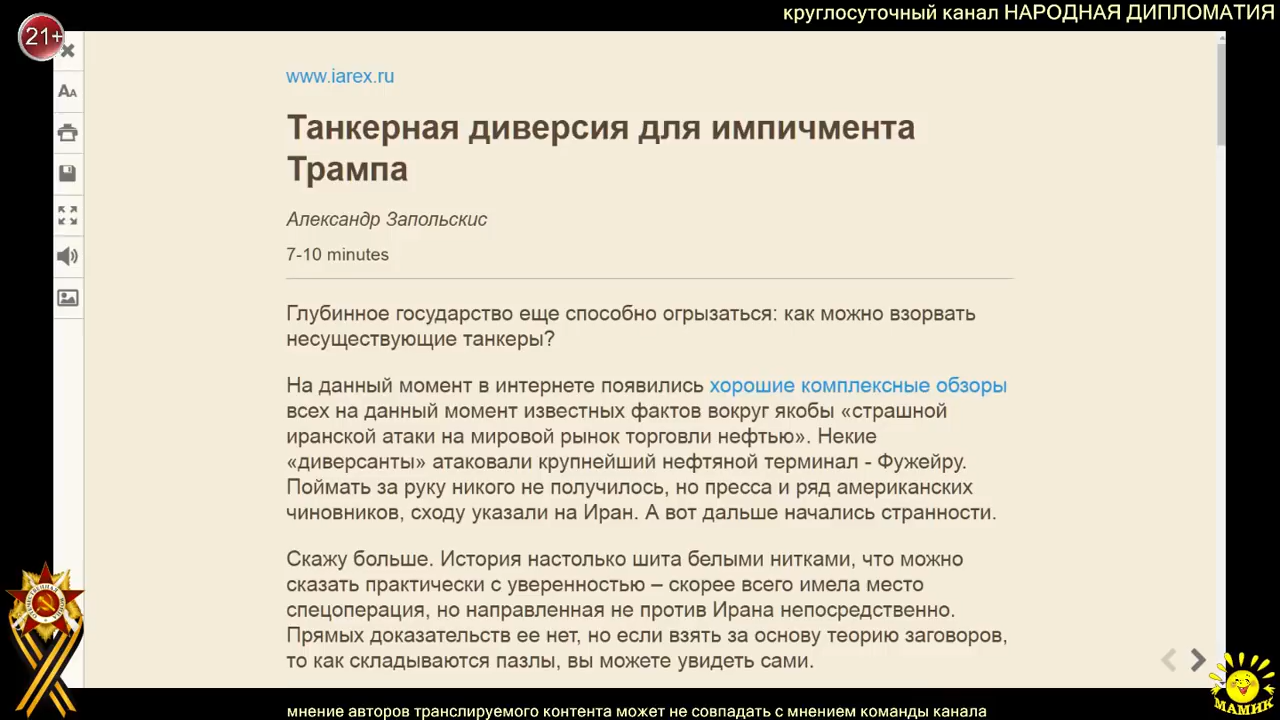 круглосуточный канал НАРОДНАЯ ДИПЛОМАТИЯ
21+
www.iarex.ru
Танкерная диверсия для импичмента
Трампа
Александр Запольскис
7-10 minutes
Глубинное государство еще способно огрызаться: как можно взорвать
несуществующие танкеры?
На данный момент в интернете появились хорошие комплексные обзоры
всех на данный момент известных фактов вокруг якобы «страшной
иранской атаки на мировой рынок торговли нефтью». Некие
«диверсанты» атаковали крупнейший нефтяной терминал - Фужейру.
Поймать за руку никого не получилось, но пресса и ряд американских
чиновников, сходу указали на Иран. А вот дальше начались странности.
Скажу больше. История настолько шита белыми нитками, что можно
сказать практически с уверенностью – скорее всего имела место
спецоперация, но направленная не против Ирана непосредственно.
Прямых доказательств ее нет, но если взять за основу теорию заговоров,
то как складываются пазлы, вы можете увидеть сами.
МАМИК
мнение авторов транслируемого контента может не совпадать с мнением команды канала